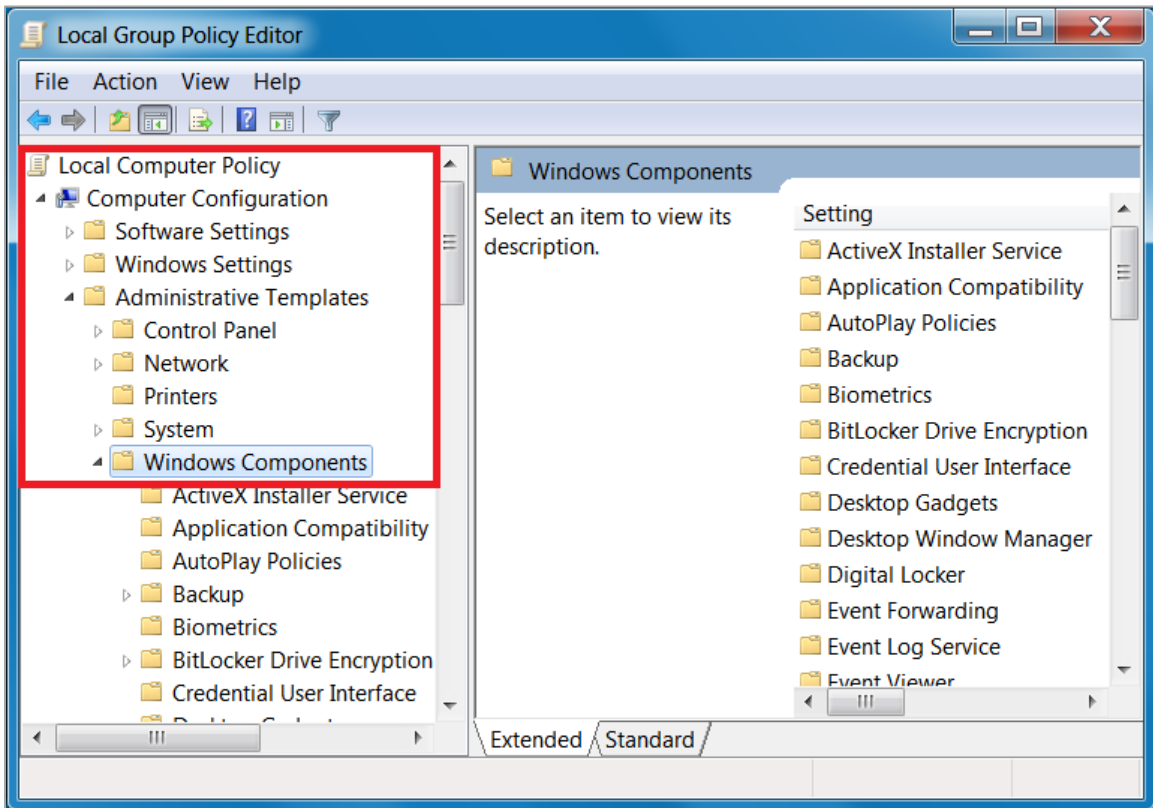 Local Group Policy Editor
File Action View Help
Local Computer Policy
Computer Configuration
Software Settings
Windows Settings
Administrative Templates
Control Panel
Network
Printers
System
Windows Components
ActiveX Installer Service
Application Compatibility
AutoPlay Policies
Backup
Biometrics
BitLocker Drive Encryption
Credential User Interface
Windows Components
Select an item to view its
description.
Setting
ActiveX Installer Service
Application Compatibility
AutoPlay Policies
Backup
Biometrics
BitLocker Drive Encryption
Credential User Interface
Desktop Gadgets
Desktop Window Manager
Digital Locker
Event Forwarding
Event Log Service
Event Viewer
Extended Standard